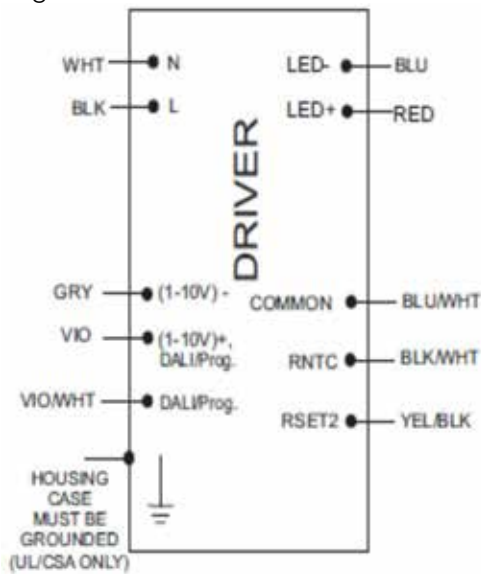 WHT N LED- BLU
BLK L LED+ RED
DRIVER
GRY (1-10V) - COMMON BLU/WHT
VIO (1-10V)+,
DALI/Prog. RNTC BLK/WHT
VIO/WHT DALI/Prog. RSET2 YEL/BLK
HOUSING
CASE
MUST BE
GROUNDED
(UL/CSA ONLY)